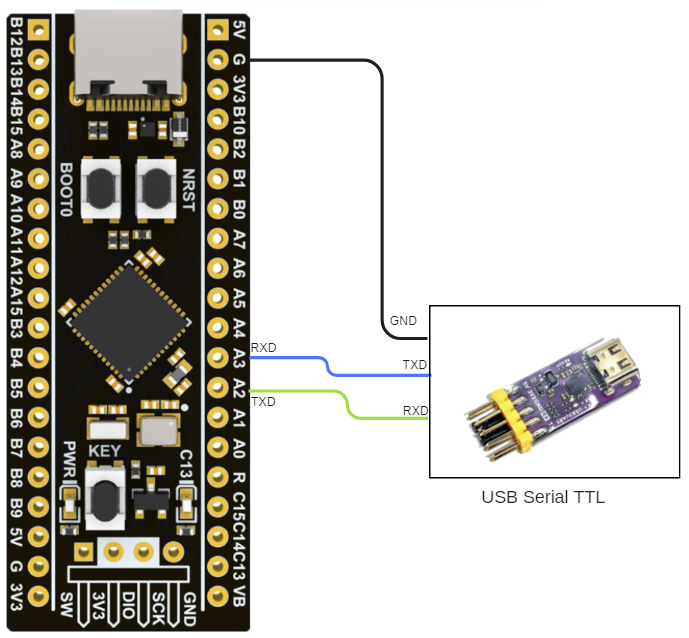 B12
B13
B14
B15
A8
A9
A10
A11
A12
A15
B3
B4
B5
B6
B7
B8
B9
5V
G
3V3
BOOT0
NRST
PWR
KEY
C13
SW
3V3
DIO
SCK
GND
5V
G
3V3
B10
B2
B1
B0
A7
A6
A5
A4
A3
A2
A1
A0
R
C15
C14
C13
VB
GND
RXD
TXD
TXD
RXD
USB Serial TTL